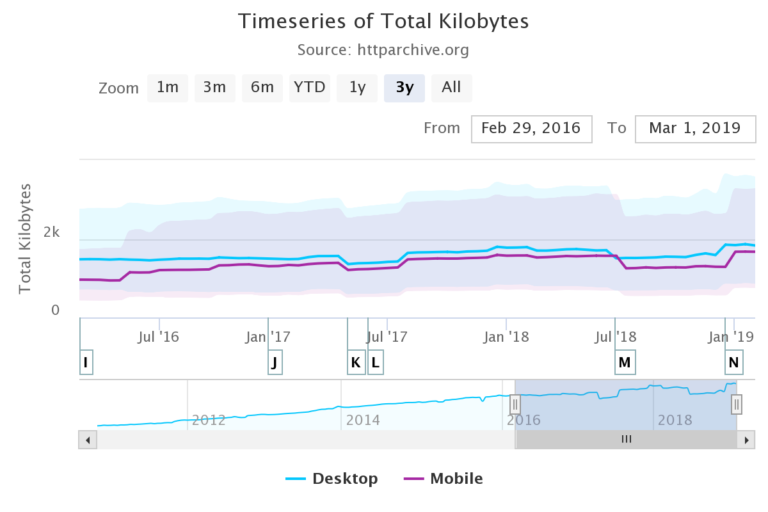 Timeseries of Total Kilobytes
Source: httparchive.org
Zoom 1m 3m 6m YTD 1y 3y All
From Feb 29, 2016 To Mar 1, 2019
Total Kilobytes
2k
0
Jul '16 Jan '17 Jul '17 Jan '18 Jul '18 Jan '19
I J K L M N
2012 2014 2016 2018
Desktop Mobile